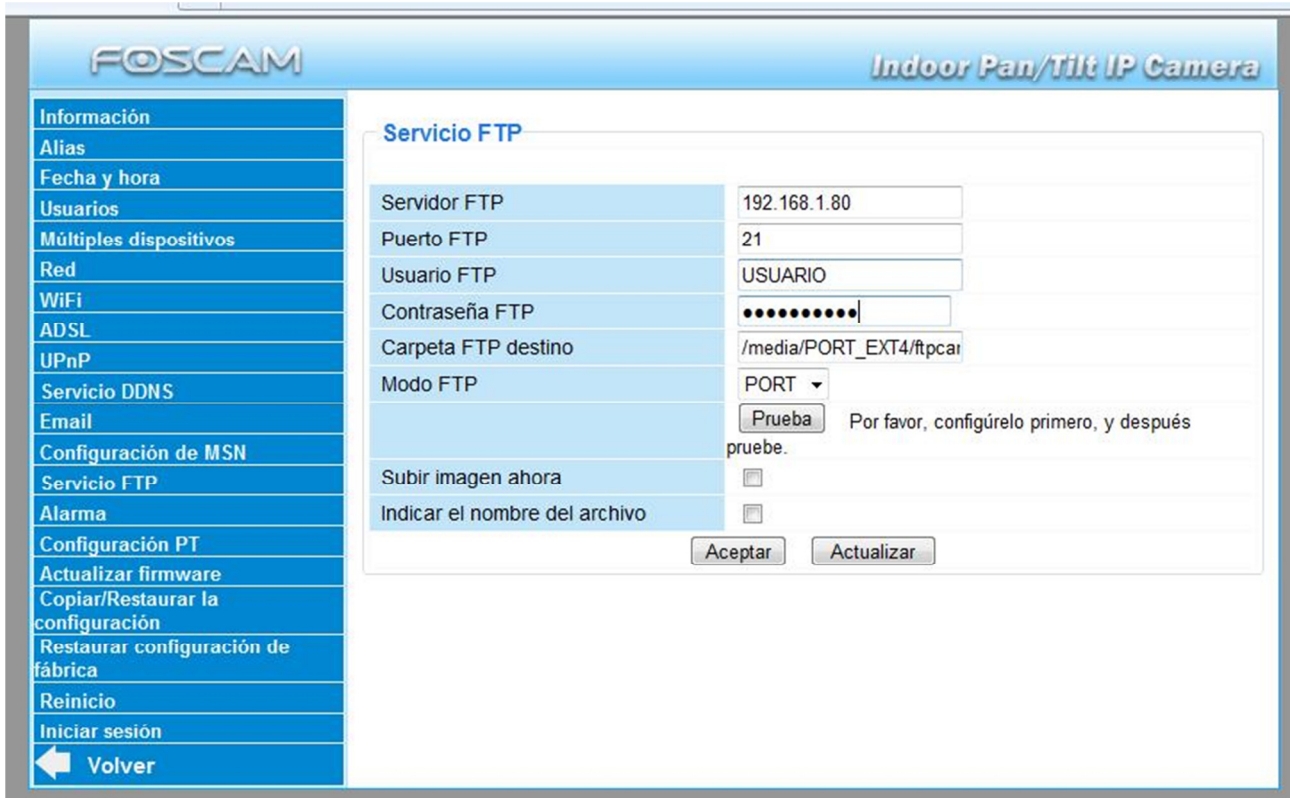 FOSCAM
Indoor Pan/Tilt IP Camera
Información
Alias
Fecha y hora
Usuarios
Múltiples dispositivos
Red
WiFi
ADSL
UPnP
Servicio DDNS
Email
Configuración de MSN
Servicio FTP
Alarma
Configuración PT
Actualizar firmware
Copiar/Restaurar la
configuración
Restaurar configuración de
fábrica
Reinicio
Iniciar sesión
Volver
Servicio FTP
Servidor FTP 192.168.1.80
Puerto FTP 21
Usuario FTP USUARIO
Contraseña FTP ••••••••••
Carpeta FTP destino /media/PORT_EXT4/ftpcar
Modo FTP PORT
Prueba Por favor, configúrelo primero, y después
pruebe.
Subir imagen ahora
Indicar el nombre del archivo
Aceptar Actualizar